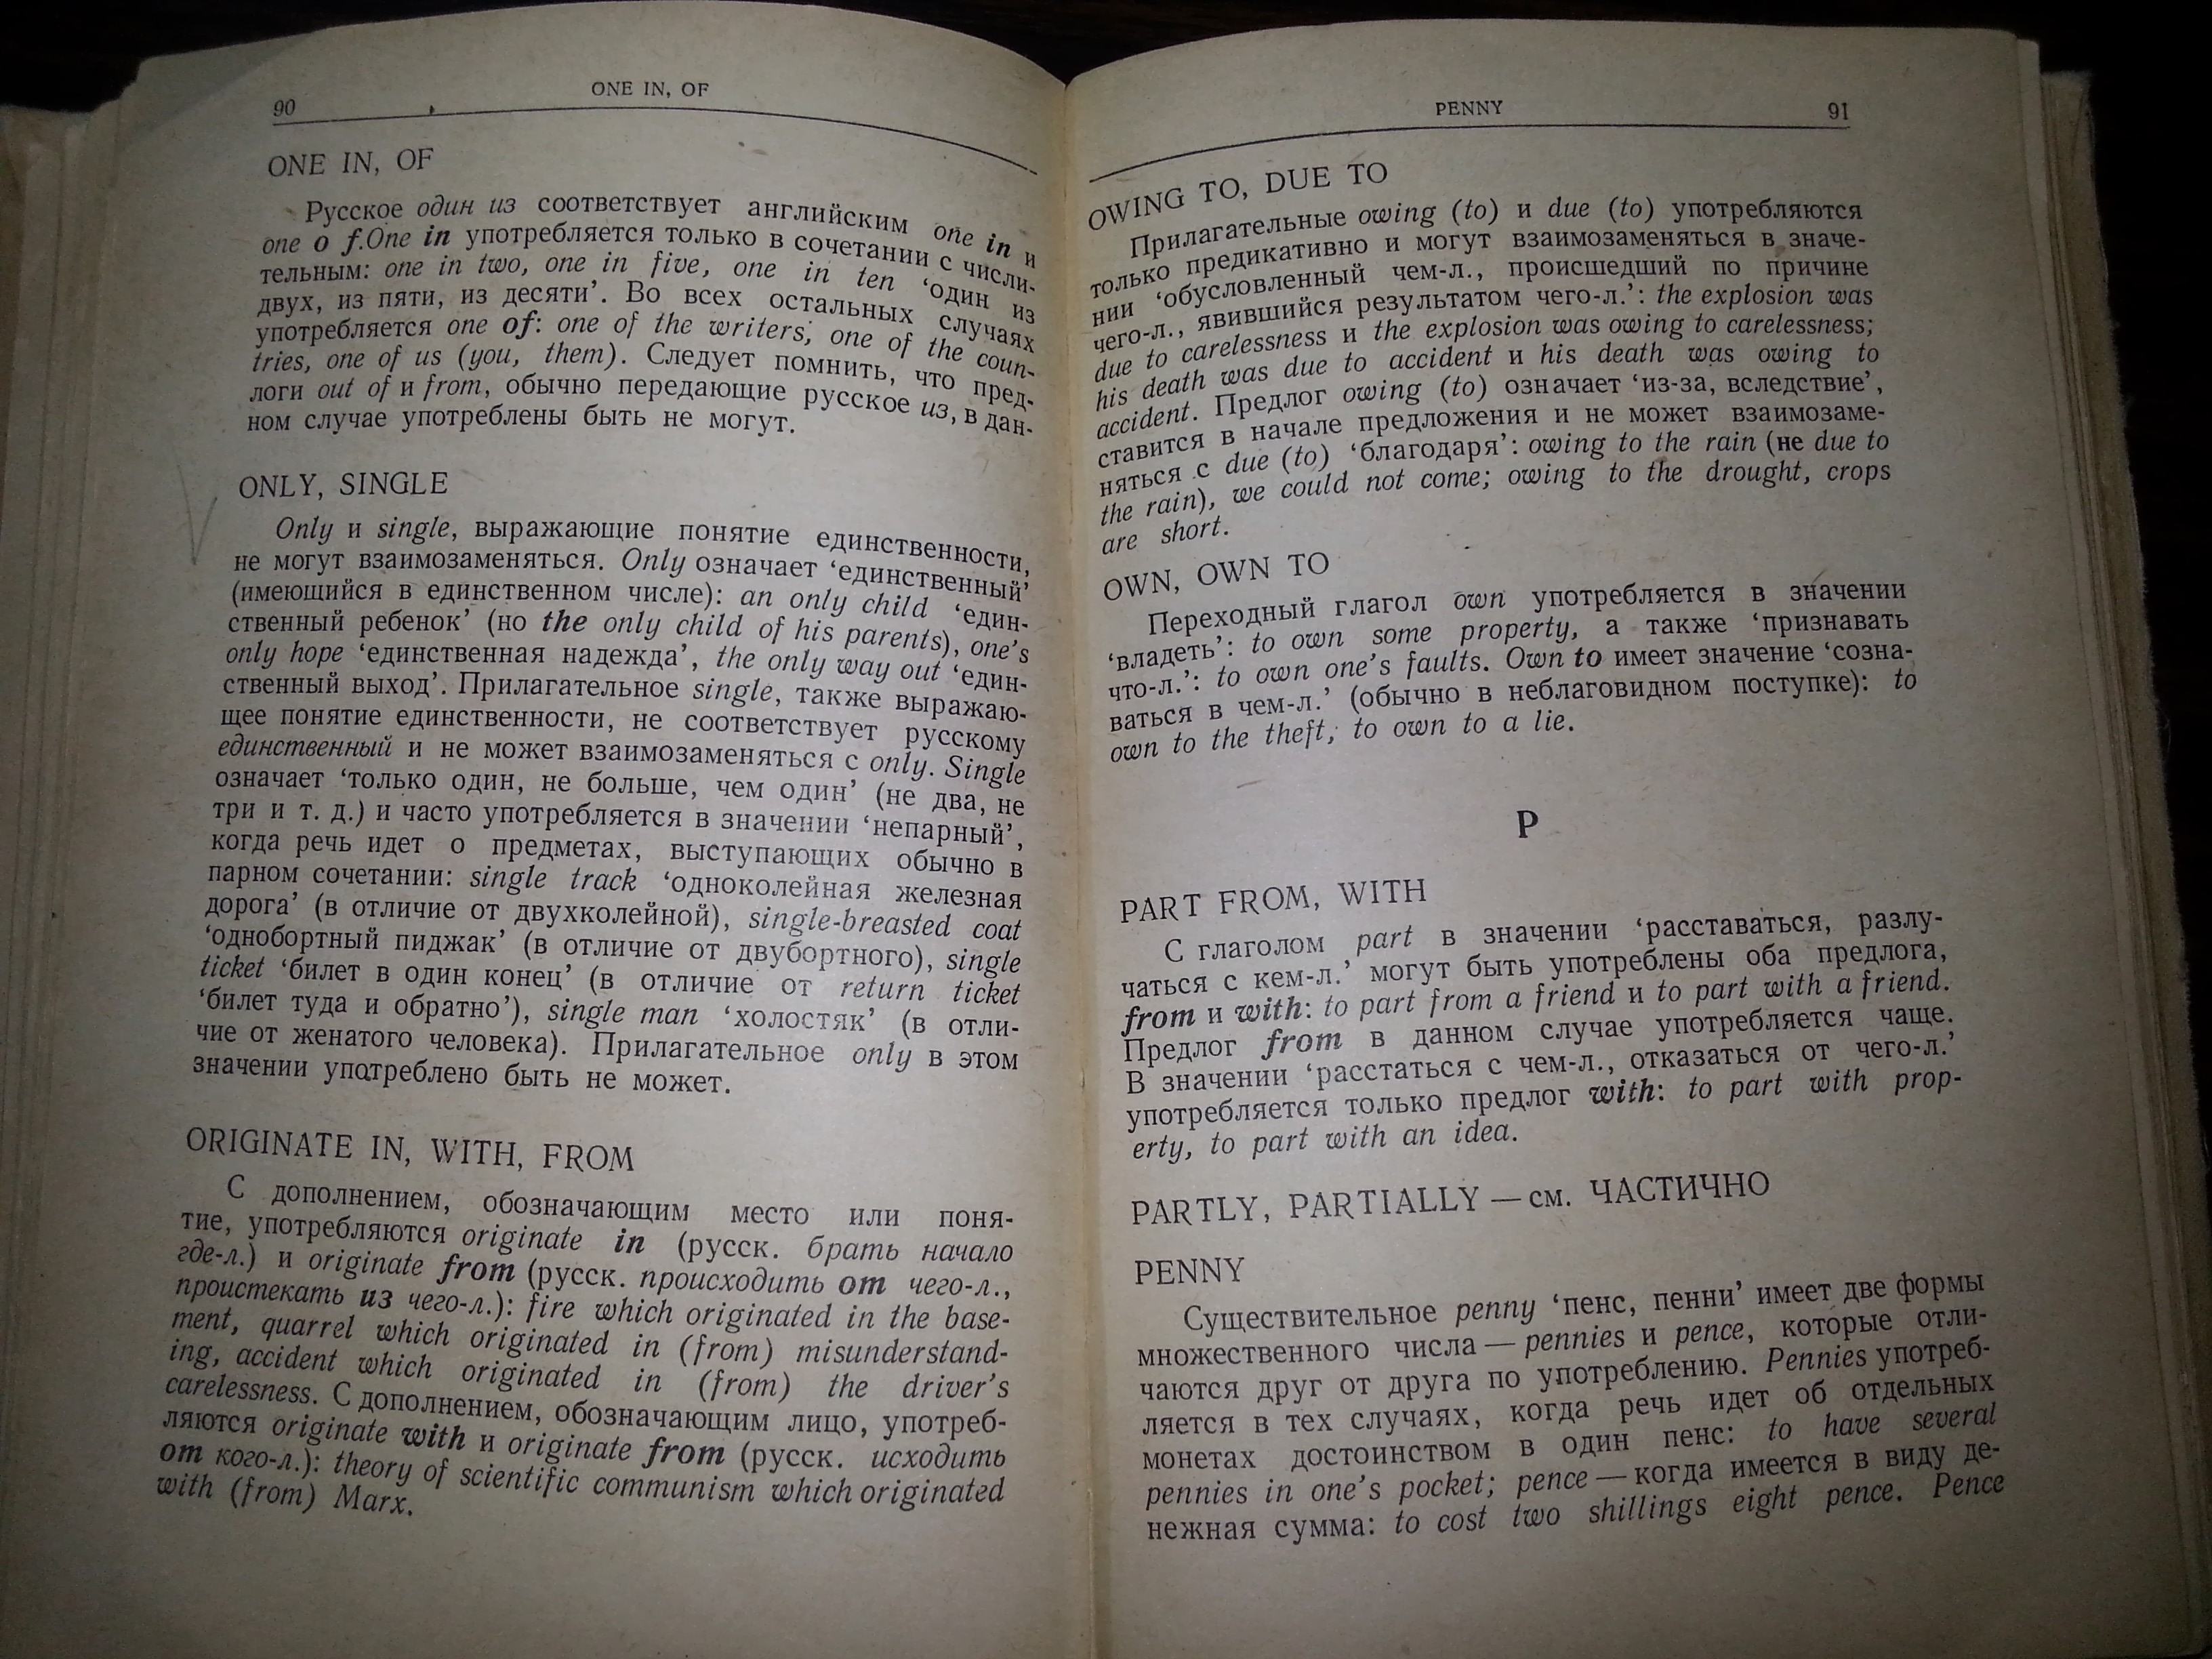 90
ONE IN, OF
ONE IN, OF
Русское один из соответствует английским one in и
one o f.One in употребляется только в сочетании с числи-
тельным: one in two, one in five, one in ten ‘один из
двух, из пяти, из десяти’. Во всех остальных случаях
употребляется one of: one of the writers, one of the coun-
tries, one of us (you, them). Следует помнить, что пред-
логи out of и from, обычно передающие русское из, в дан-
ном случае употреблены быть не могут.
ONLY, SINGLE
Only и single, выражающие понятие единственности,
не могут взаимозаменяться. Only означает ‘единственный’
(имеющийся в единственном числе): an only child ‘един-
ственный ребенок’ (но the only child of his parents), one’s
only hope ‘единственная надежда’, the only way out ‘един-
ственный выход’. Прилагательное single, также выражаю-
щее понятие единственности, не соответствует русскому
единственный и не может взаимозаменяться с only. Single
означает ‘только один, не больше, чем один’ (не два, не
три и т. д.) и часто употребляется в значении ‘непарный’,
когда речь идет о предметах, выступающих обычно в
парном сочетании: single track ‘одноколейная железная
дорога’ (в отличие от двухколейной), single-breasted coat
‘однобортный пиджак’ (в отличие от двубортного), single
ticket ‘билет в один конец’ (в отличие от return ticket
‘билет туда и обратно’), single man ‘холостяк’ (в отли-
чие от женатого человека). Прилагательное only в этом
значении употреблено быть не может.
ORIGINATE IN, WITH, FROM
С дополнением, обозначающим место или поня-
тие, употребляются originate in (русск. брать начало
где-л.) и originate from (русск. происходить от чего-л.,
проистекать из чего-л.): fire which originated in the base-
ment, quarrel which originated in (from) misunderstand-
ing, accident which originated in (from) the driver’s
carelessness. С дополнением, обозначающим лицо, употреб-
ляются originate with и originate from (русск. исходить
от кого-л.): theory of scientific communism which originated
with (from) Marx.
PENNY
91
OWING TO, DUE TO
Прилагательные owing (to) и due (to) употребляются
только предикативно и могут взаимозаменяться в значе-
нии ‘обусловленный чем-л., происшедший по причине
чего-л., явившийся результатом чего-л.’: the explosion was
due to carelessness и the explosion was owing to carelessness;
his death was due to accident и his death was owing to
accident. Предлог owing (to) означает ‘из-за, вследствие’,
ставится в начале предложения и не может взаимозаме-
няться с due (to) ‘благодаря’: owing to the rain (не due to
the rain), we could not come; owing to the drought, crops
are short.
OWN, OWN TO
Переходный глагол own употребляется в значении
‘владеть’: to own some property, а также ‘признавать
что-л.’: to own one’s faults. Own to имеет значение ‘созна-
ваться в чем-л.’ (обычно в неблаговидном поступке): to
own to the theft; to own to a lie.
P
PART FROM, WITH
С глаголом part в значении ‘расставаться, разлу-
чаться с кем-л.’ могут быть употреблены оба предлога,
from и with: to part from a friend и to part with a friend.
Предлог from в данном случае употребляется чаще.
В значении ‘расстаться с чем-л., отказаться от чего-л.’
употребляется только предлог with: to part with prop-
erty, to part with an idea.
PARTLY, PARTIALLY — см. ЧАСТИЧНО
PENNY
Существительное penny ‘пенс, пенни’ имеет две формы
множественного числа — pennies и pence, которые отли-
чаются друг от друга по употреблению. Pennies употреб-
ляется в тех случаях, когда речь идет об отдельных
монетах достоинством в один пенс: to have several
pennies in one’s pocket; pence — когда имеется в виду де-
нежная сумма: to cost two shillings eight pence. Pence